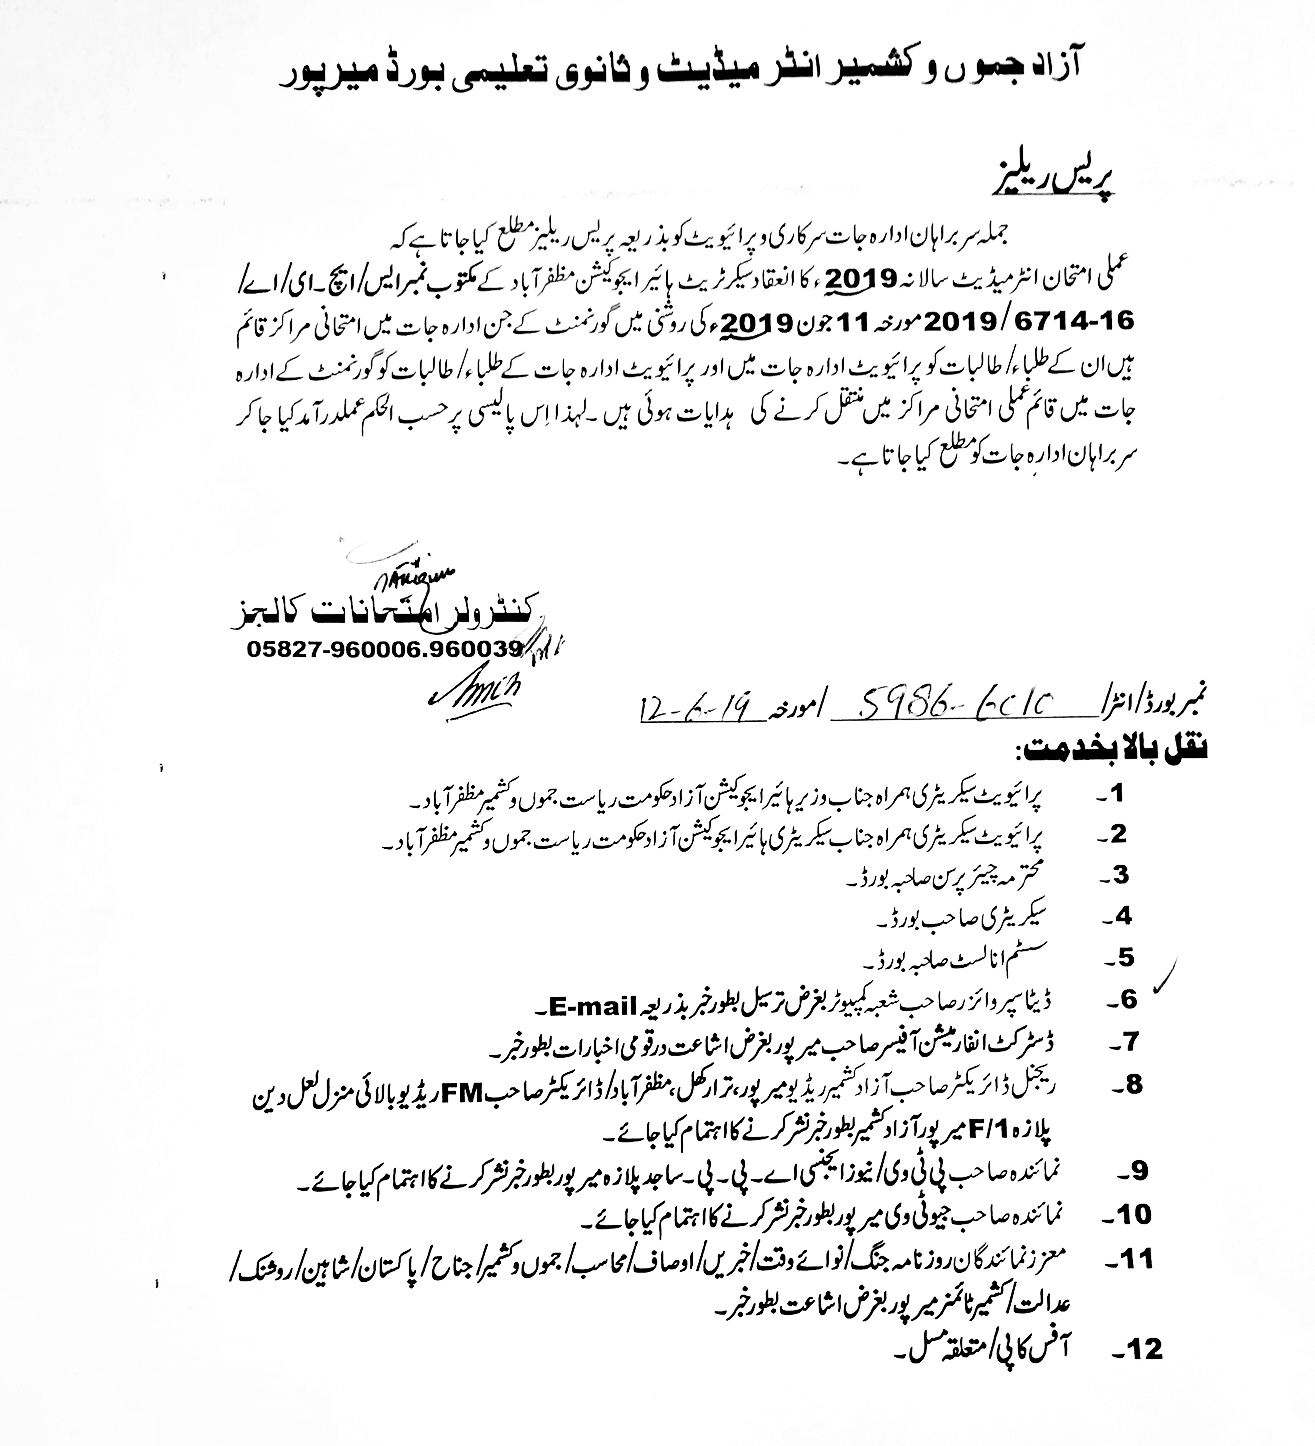 آزاد جموں و کشمیر انٹر میڈیٹ و ثانوی تعلیمی بورڈ میرپور
پریس ریلیز
جملہ سربراہان ادارہ جات سرکاری و پرائیویٹ کو بذریعہ پریس ریلیز مطلع کیا جاتا ہے کہ
عملی امتحان انٹرمیڈیٹ سالانہ 2019ء کا انعقاد سیکرٹریٹ ہائیر ایجوکیشن مظفرآباد کے مکتوب نمبر ایس/ایچ۔ای/اے/
2019/6714-16 مورخہ 11 جون 2019ء کی روشنی میں گورنمنٹ کے جن ادارہ جات میں امتحانی مراکز قائم
ہیں ان کے طلباء/طالبات کو پرائیویٹ ادارہ جات میں اور پرائیویٹ ادارہ جات کے طلباء/طالبات کو گورنمنٹ کے ادارہ
جات میں قائم عملی امتحانی مراکز میں منتقل کرنے کی ہدایات ہوئی ہیں ۔لہذا اِس پالیسی پر حسب الحکم عملدرآمد کیا جا کر
سربراہان ادارہ جات کو مطلع کیا جاتا ہے۔
کنٹرولر امتحانات کالجز
05827-960006.960039
نمبر بورڈ/انٹر/ 5986-6010 /مورخہ 12-6-19
نقل بالا بخدمت:
1۔ پرائیویٹ سیکریٹری ہمراہ جناب وزیر ہائیر ایجوکیشن آزاد حکومت ریاست جموں و کشمیر مظفرآباد۔
2۔ پرائیویٹ سیکریٹری ہمراہ جناب سیکریٹری ہائیر ایجوکیشن آزاد حکومت ریاست جموں و کشمیر مظفرآباد۔
3۔ محترمہ چیئر پرسن صاحبہ بورڈ۔
4۔ سیکریٹری صاحب بورڈ۔
5۔ سسٹم انالسٹ صاحبہ بورڈ۔
6۔ ڈیٹا سپروائزر صاحب شعبہ کمپیوٹر بغرض ترسیل بطور خبر بذریعہ E-mail۔
7۔ ڈسٹرکٹ انفارمیشن آفیسر صاحب میرپور بغرض اشاعت در قومی اخبارات بطور خبر۔
8۔ ریجنل ڈائریکٹر صاحب آزاد کشمیر ریڈیو میرپور، تراڑکھل، مظفرآباد/ڈائریکٹر صاحب FM ریڈیو بالائی منزل لعل دین
پلازہ F/1 میرپور آزاد کشمیر بطور خبر نشر کرنے کا اہتمام کیا جائے۔
9۔ نمائندہ صاحب پی ٹی وی/نیوز ایجنسی اے۔پی۔پی۔ساجد پلازہ میرپور بطور خبر نشر کرنے کا اہتمام کیا جائے۔
10۔ نمائندہ صاحب جیو ٹی وی میرپور بطور خبر نشر کرنے کا اہتمام کیا جائے۔
11۔ معزز نمائندگان روزنامہ جنگ/نوائے وقت/خبریں/اوصاف/محاسب/جموں و کشمیر/جناح/پاکستان/شاہین/روشنک/
عدالت/کشمیر ٹائمنر میرپور بغرض اشاعت بطور خبر۔
12۔ آفس کاپی/متعلقہ مسل۔